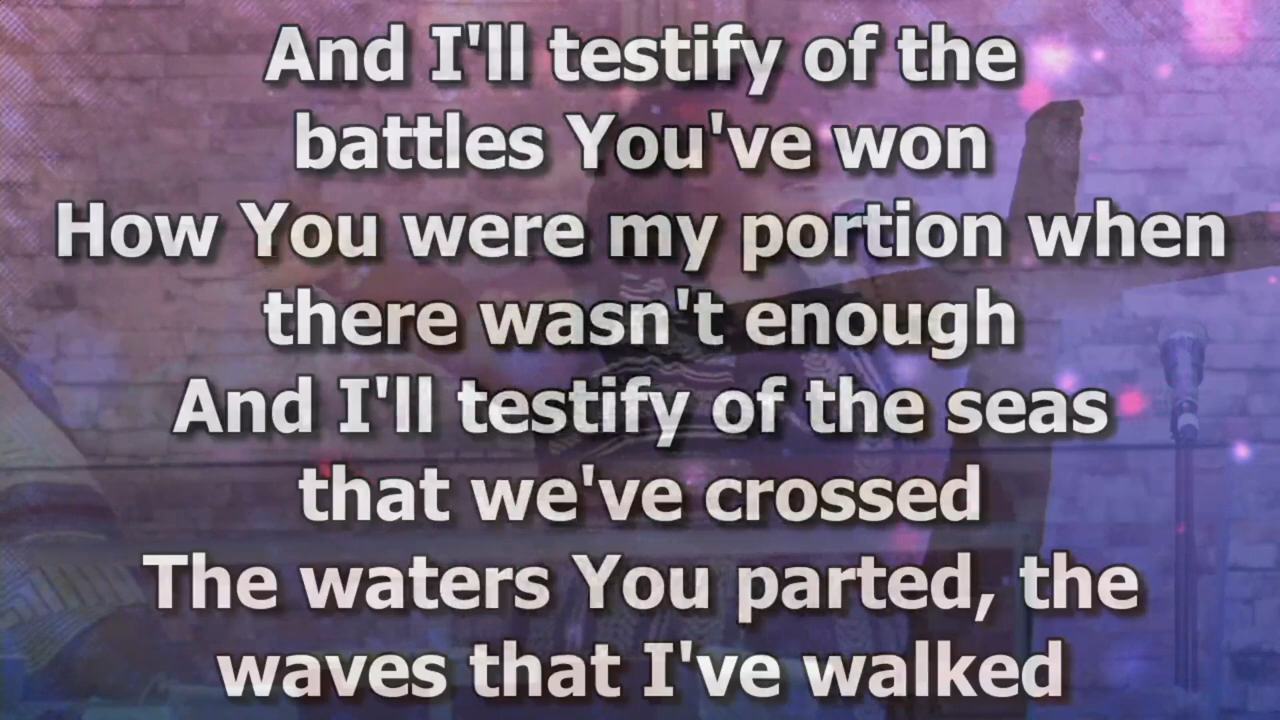 And I'll testify of the
battles You've won
How You were my portion when
there wasn't enough
And I'll testify of the seas
that we've crossed
The waters You parted, the
waves that I've walked